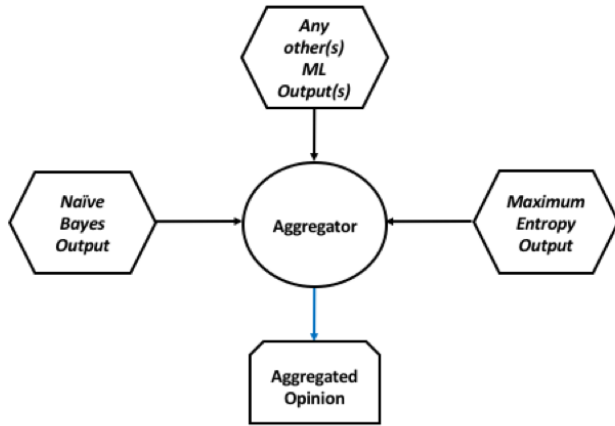 Any
other(s)
ML
Output(s)
Naïve
Bayes
Output
Aggregator
Maximum
Entropy
Output
Aggregated
Opinion